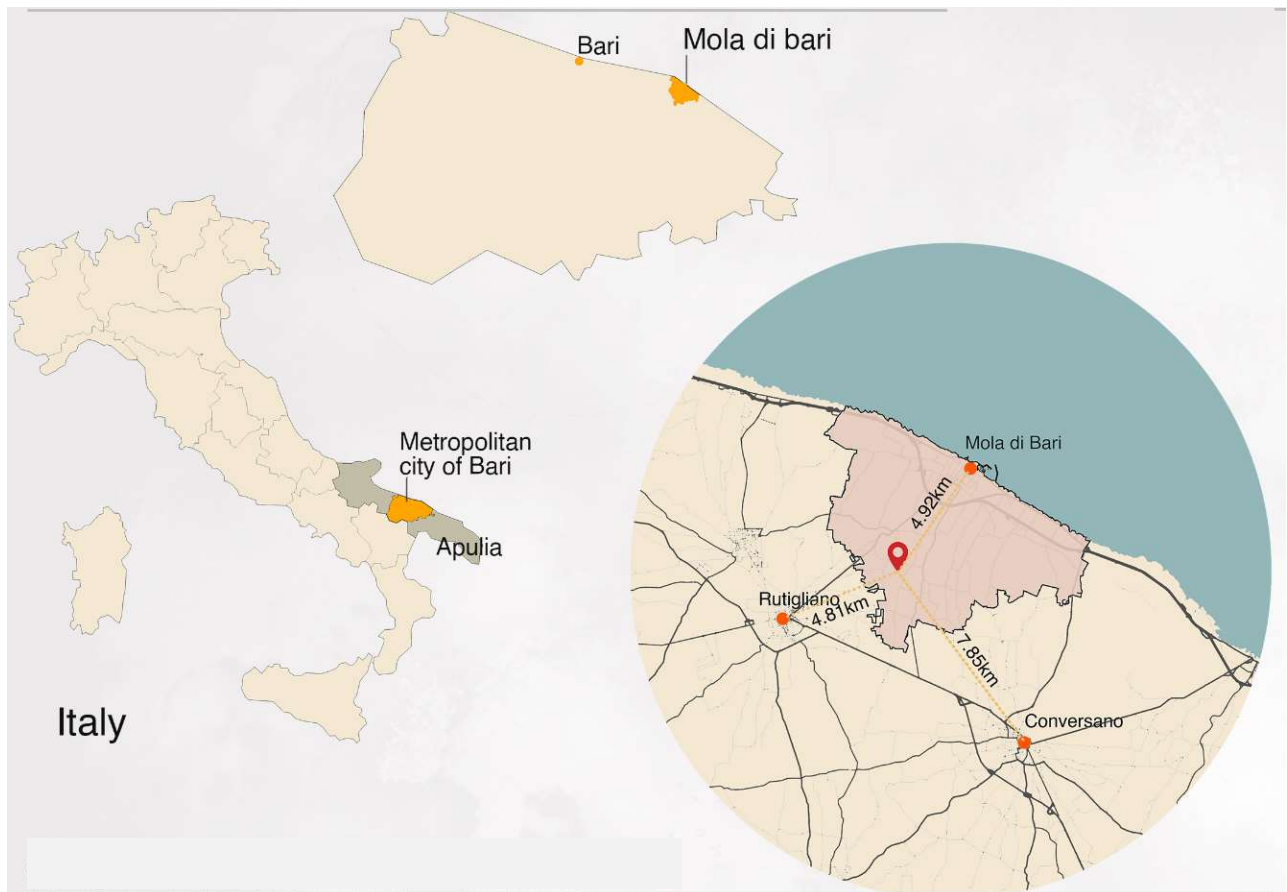 Bari
Mola di bari
Metropolitan
city of Bari
Apulia
Italy
Mola di Bari
4.92km
Rutigliano
4.81km
7.85km
Conversano